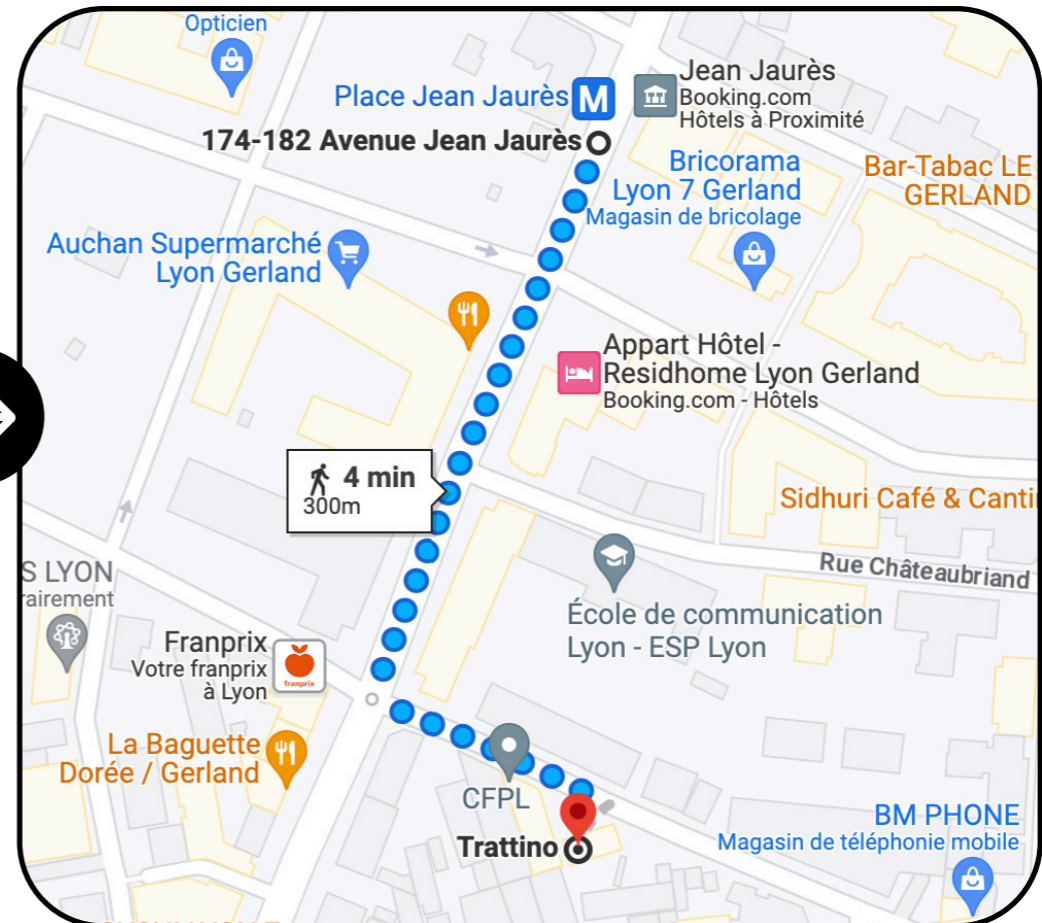 Opticien
Place Jean Jaurès
M
174-182 Avenue Jean Jaurès
Jean Jaurès
Booking.com
Hôtels à Proximité
Bricorama
Lyon 7 Gerland
Magasin de bricolage
Bar-Tabac LE
GERLAND
Auchan Supermarché
Lyon Gerland
Appart Hôtel -
Residhome Lyon Gerland
Booking.com - Hôtels
4 min
300m
Sidhuri Café & Canti
Rue Châteaubriand
S LYON
rairement
École de communication
Lyon - ESP Lyon
Franprix
Votre franprix
à Lyon
franprix
La Baguette
Dorée / Gerland
CFPL
Trattino
BM PHONE
Magasin de téléphonie mobile